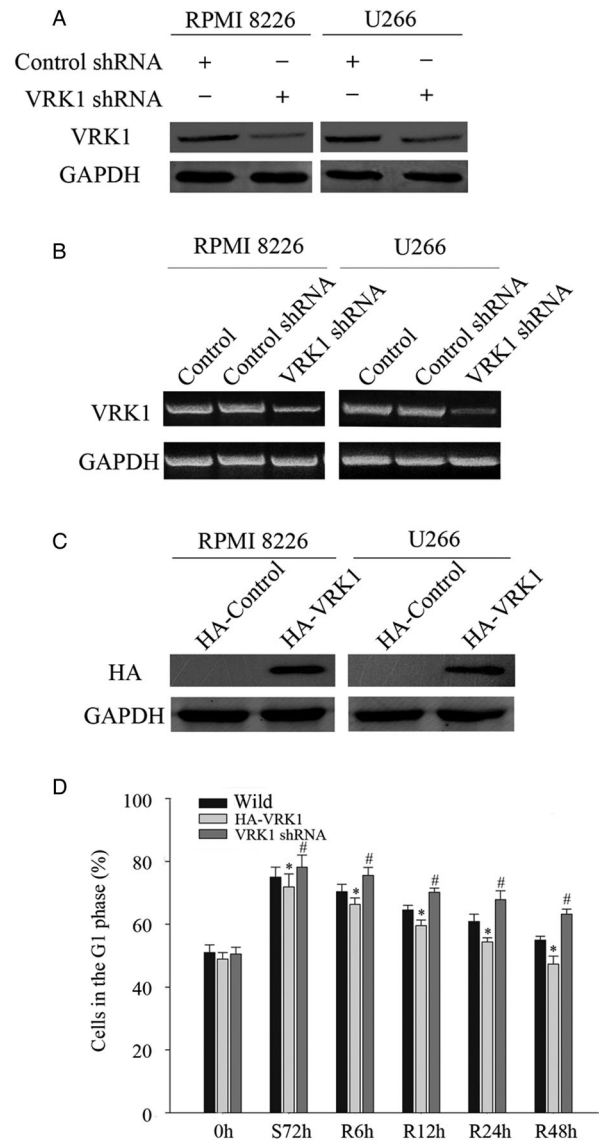 A
RPMI 8226 U266
Control shRNA + − + −
VRK1 shRNA − + − +
VRK1
GAPDH
B
RPMI 8226 U266
Control Control shRNA VRK1 shRNA Control Control shRNA VRK1 shRNA
VRK1
GAPDH
C
RPMI 8226 U266
HA-Control HA-VRK1 HA-Control HA-VRK1
HA
GAPDH
D
Cells in the G1 phase (%)
100
80
60
40
20
0
Wild
HA-VRK1
VRK1 shRNA
* # * # * # * # * #
0h S72h R6h R12h R24h R48h